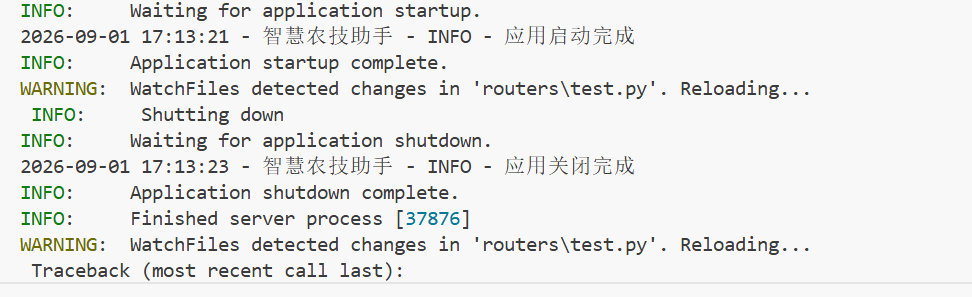 INFO:     Waiting for application startup.
2026-09-01 17:13:21 - 智慧农技助手 - INFO - 应用启动完成
INFO:     Application startup complete.
WARNING:  WatchFiles detected changes in 'routers\test.py'. Reloading...
 INFO:     Shutting down
INFO:     Waiting for application shutdown.
2026-09-01 17:13:23 - 智慧农技助手 - INFO - 应用关闭完成
INFO:     Application shutdown complete.
INFO:     Finished server process [37876]
WARNING:  WatchFiles detected changes in 'routers\test.py'. Reloading...
 Traceback (most recent call last):